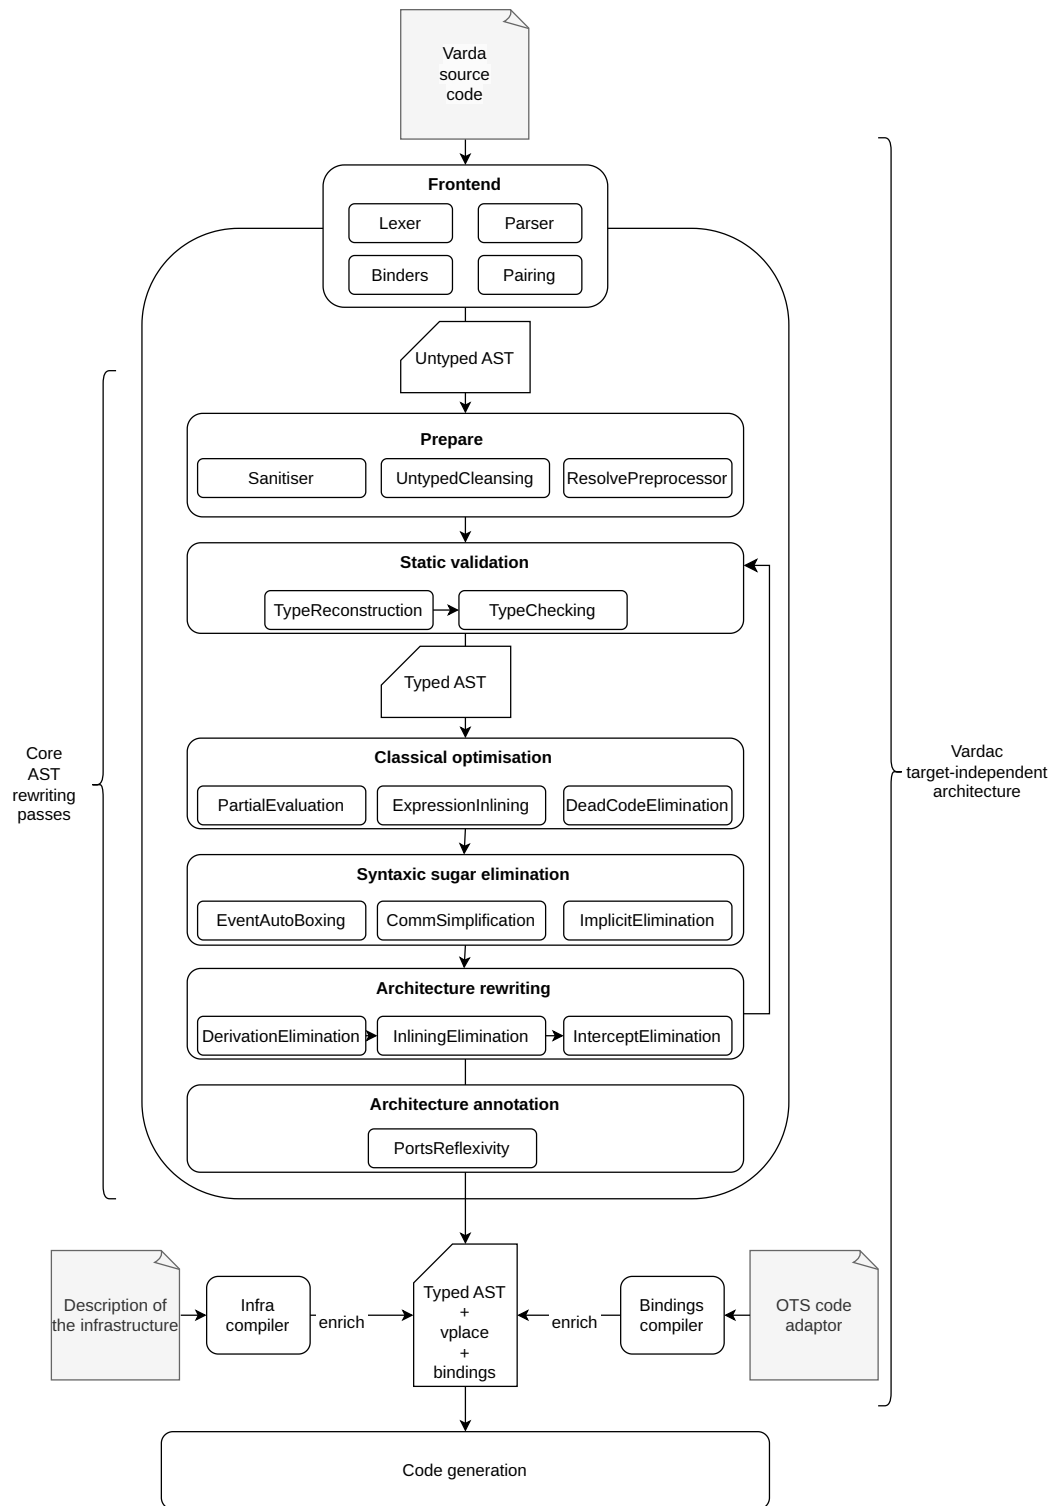 Varda
source
code
Frontend
Lexer
Parser
Binders
Pairing
Untyped AST
Prepare
Sanitiser
UntypedCleansing
ResolvePreprocessor
Static validation
TypeReconstruction
TypeChecking
Typed AST
Classical optimisation
PartialEvaluation
ExpressionInlining
DeadCodeElimination
Syntaxic sugar elimination
EventAutoBoxing
CommSimplification
ImplicitElimination
Architecture rewriting
DerivationElimination
InliningElimination
InterceptElimination
Architecture annotation
PortsReflexivity
Core
AST
rewriting
passes
Vardac
target-independent
architecture
Description of
the infrastructure
Infra
compiler
enrich
Typed AST
+
vplace
+
bindings
enrich
Bindings
compiler
OTS code
adaptor
Code generation